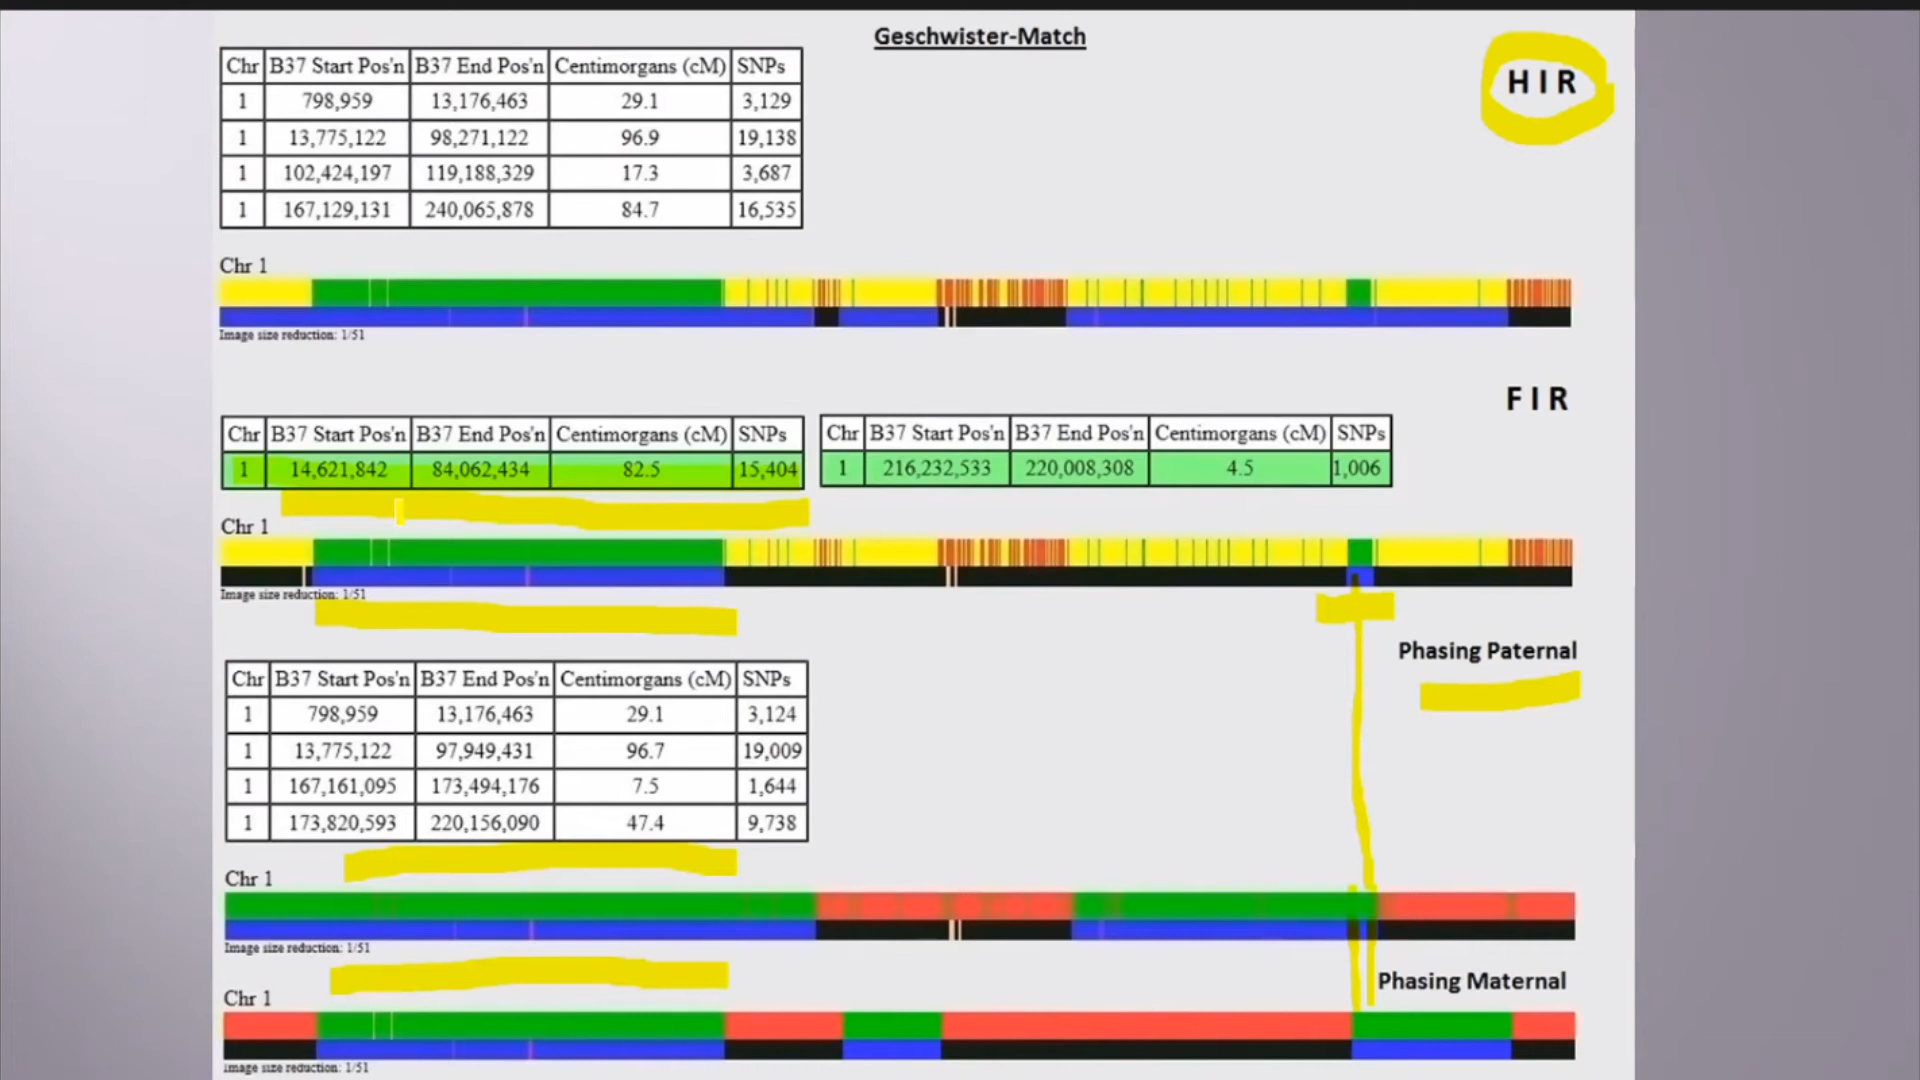 Geschwister-Match
H I R
Chr B37 Start Pos'n B37 End Pos'n Centimorgans (cM) SNPs
1 798,959 13,176,463 29.1 3,129
1 13,775,122 98,271,122 96.9 19,138
1 102,424,197 119,188,329 17.3 3,687
1 167,129,131 240,065,878 84.7 16,535
Chr 1
Image size reduction: 1/51
F I R
Chr B37 Start Pos'n B37 End Pos'n Centimorgans (cM) SNPs
1 14,621,842 84,062,434 82.5 15,404
Chr B37 Start Pos'n B37 End Pos'n Centimorgans (cM) SNPs
1 216,232,533 220,008,308 4.5 1,006
Chr 1
Image size reduction: 1/51
Phasing Paternal
Chr B37 Start Pos'n B37 End Pos'n Centimorgans (cM) SNPs
1 798,959 13,176,463 29.1 3,124
1 13,775,122 97,949,431 96.7 19,009
1 167,161,095 173,494,176 7.5 1,644
1 173,820,593 220,156,090 47.4 9,738
Chr 1
Image size reduction: 1/51
Phasing Maternal
Chr 1
Image size reduction: 1/51